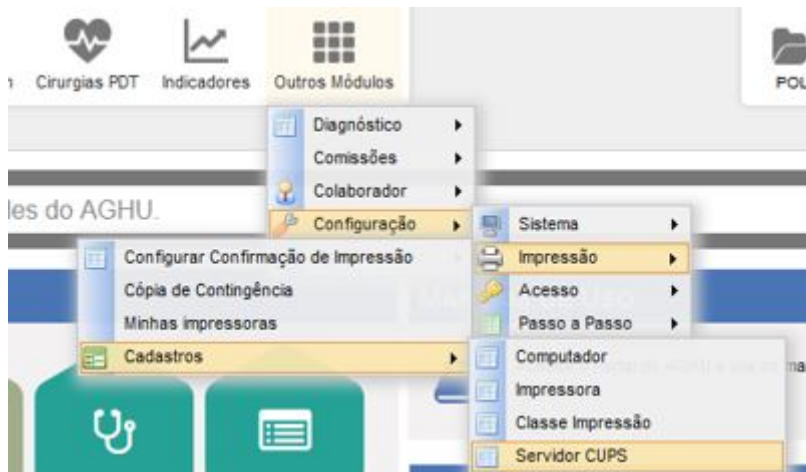 Cirurgias PDT
Indicadores
Outros Módulos
POL
Diagnóstico
Comissões
Colaborador
des do AGHU.
Configuração
Sistema
Configurar Confirmação de Impressão
Impressão
Cópia de Contingência
Acesso
Minhas impressoras
Passo a Passo
Cadastros
Computador
Impressora
Classe Impressão
Servidor CUPS